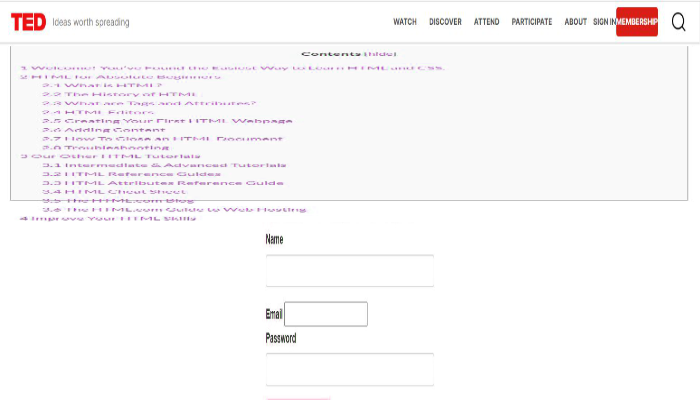 TED Ideas worth spreading WATCH DISCOVER ATTEND PARTICIPATE ABOUT SIGN IN MEMBERSHIP
Contents [hide]
1 Welcome! You've Found the Easiest Way to Learn HTML and CSS.
2 HTML for Absolute Beginners
2.1 What is HTML?
2.2 The History of HTML
2.3 What are Tags and Attributes?
2.4 HTML Editors
2.5 Creating Your First HTML Webpage
2.6 Adding Content
2.7 How To Close an HTML Document
2.8 Troubleshooting
3 Our Other HTML Tutorials
3.1 Intermediate & Advanced Tutorials
3.2 HTML Reference Guides
3.3 HTML Attributes Reference Guide
3.4 HTML Cheat Sheet
3.5 The HTML.com Blog
3.6 The HTML.com Guide to Web Hosting
4 Improve Your HTML Skills
Name
Email
Password